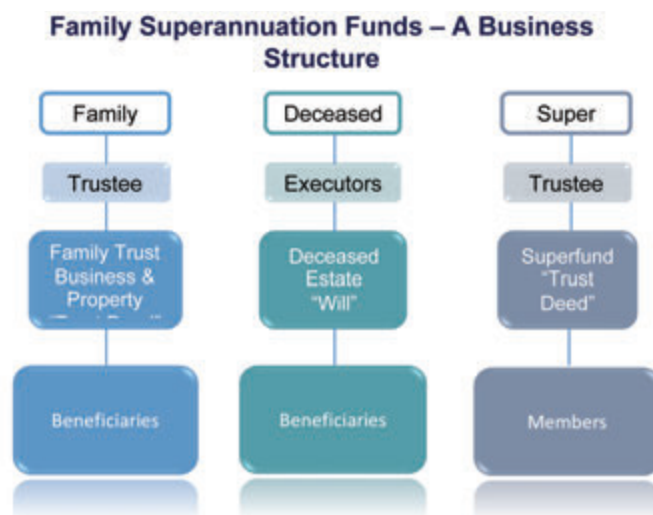 Family Superannuation Funds – A Business
Structure
Family
Deceased
Super
Trustee
Executors
Trustee
Family Trust
Business &
Property
Deceased
Estate
“Will”
Superfund
“Trust
Deed”
Beneficiaries
Beneficiaries
Members